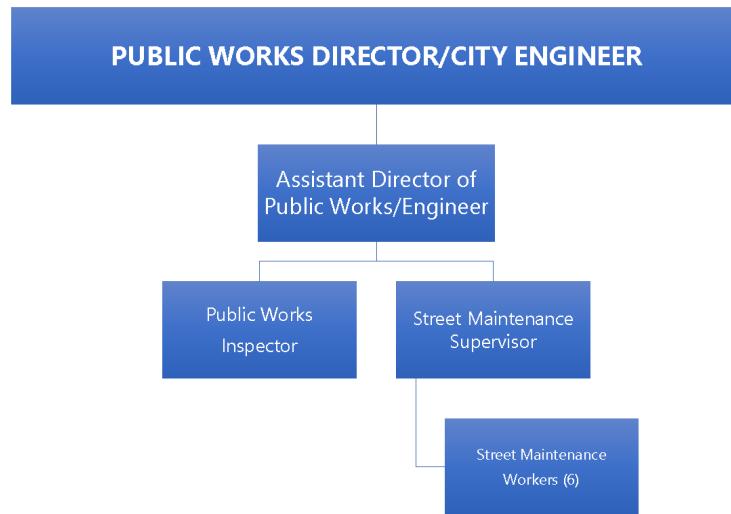 PUBLIC WORKS DIRECTOR/CITY ENGINEER
Assistant Director of
Public Works/Engineer
Public Works
Inspector
Street Maintenance
Supervisor
Street Maintenance
Workers (6)